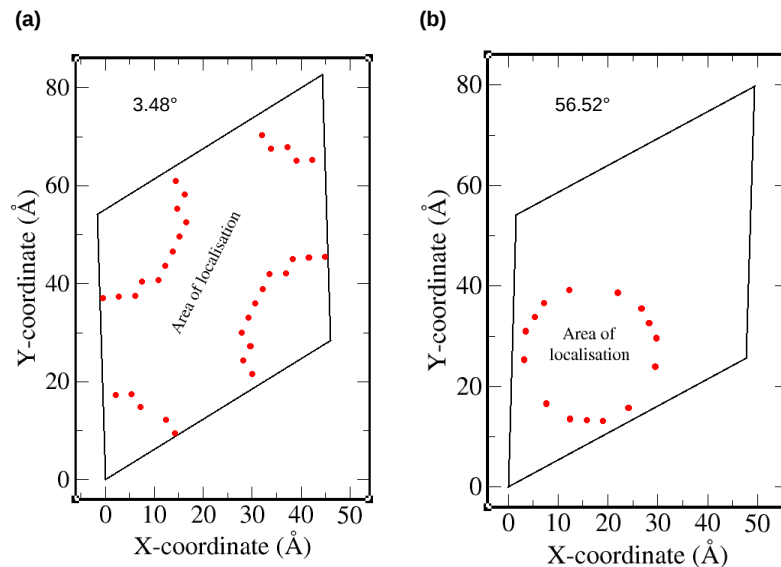 (a)
(b)
3.48°
56.52°
80
60
40
20
0
Y-coordinate (Å)
Area of localisation
0 10 20 30 40 50
X-coordinate (Å)
80
60
40
20
0
Y-coordinate (Å)
Area of
localisation
0 10 20 30 40 50
X-coordinate (Å)